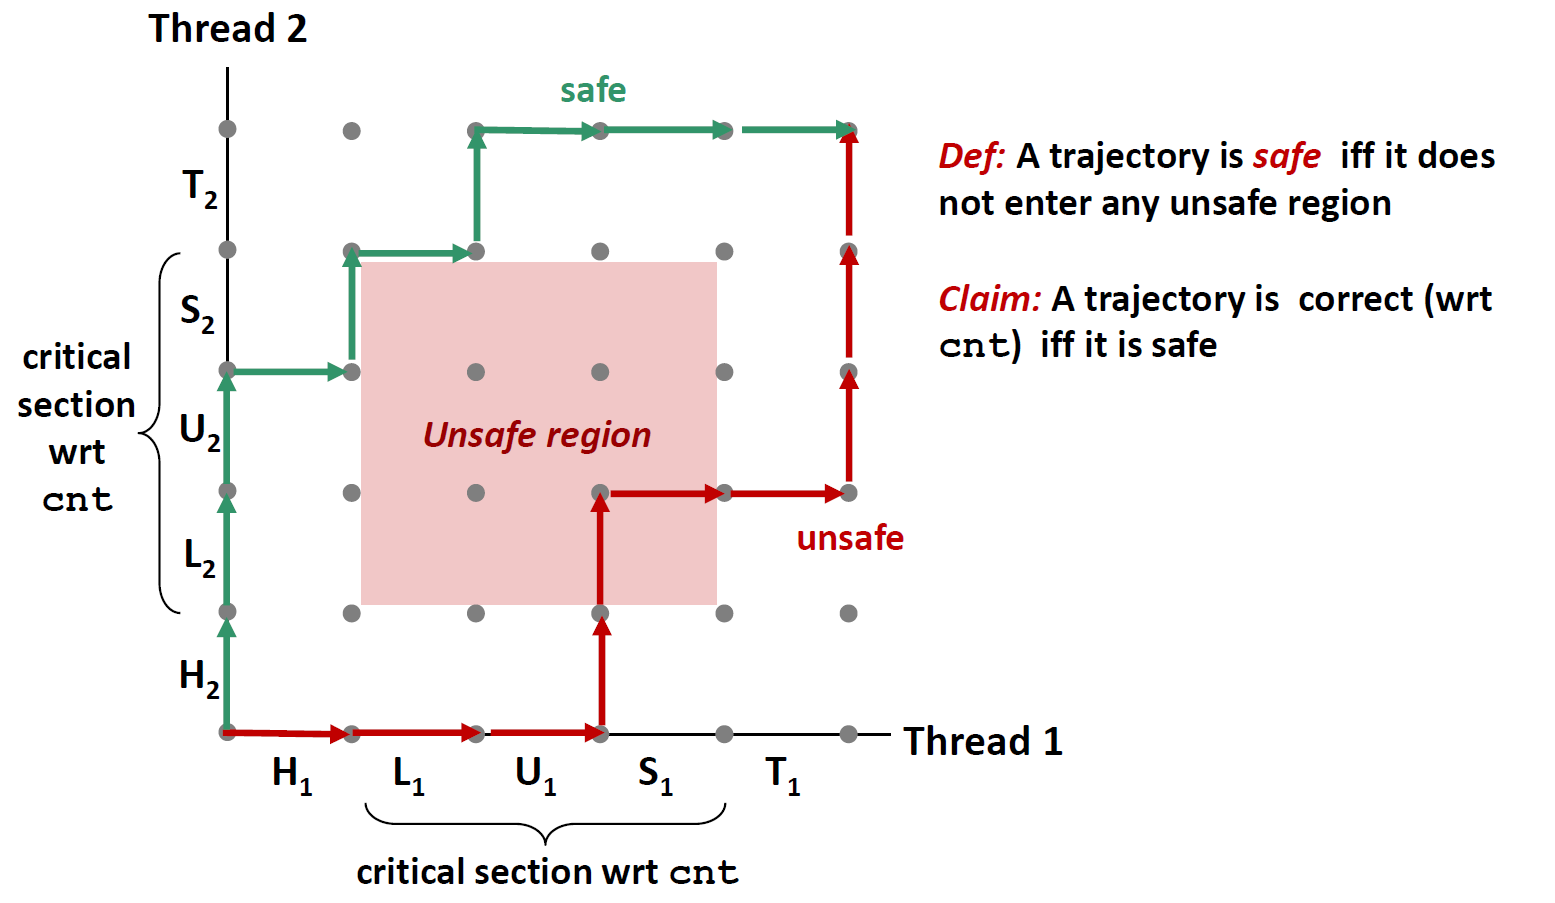 Thread 2
safe
Def: A trajectory is safe iff it does
not enter any unsafe region
T2
Claim: A trajectory is correct (wrt
cnt) iff it is safe
S2
critical
section
wrt
cnt
U2
Unsafe region
L2
unsafe
H2
Thread 1
H1
L1
U1
S1
T1
critical section wrt cnt